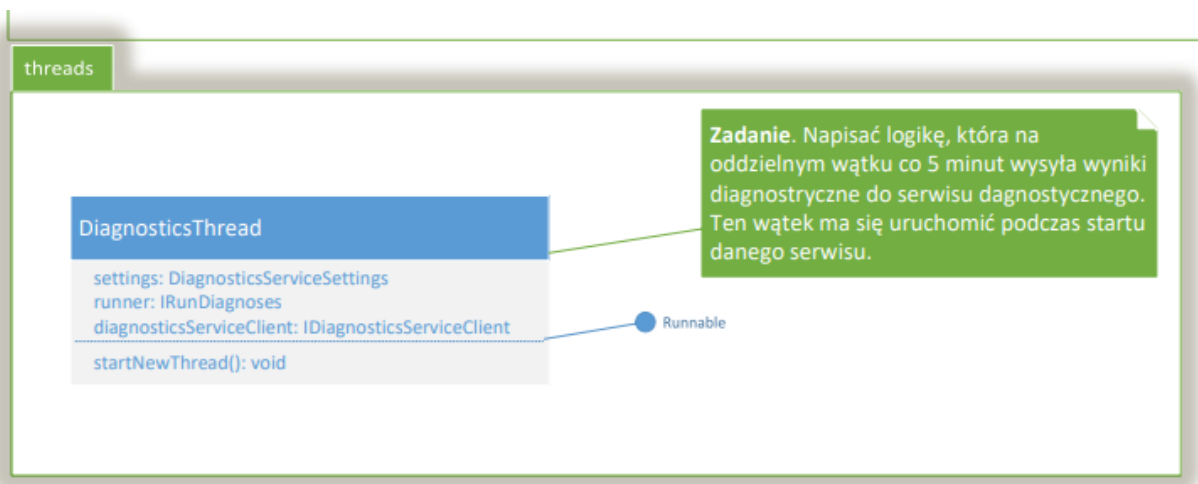 threads
Zadanie. Napisać logikę, która na
oddzielnym wątku co 5 minut wysyła wyniki
diagnostryczne do serwisu dagnostycznego.
Ten wątek ma się uruchomić podczas startu
danego serwisu.
DiagnosticsThread
settings: DiagnosticsServiceSettings
runner: IRunDiagnoses
diagnosticsServiceClient: IDiagnosticsServiceClient
Runnable
startNewThread(): void